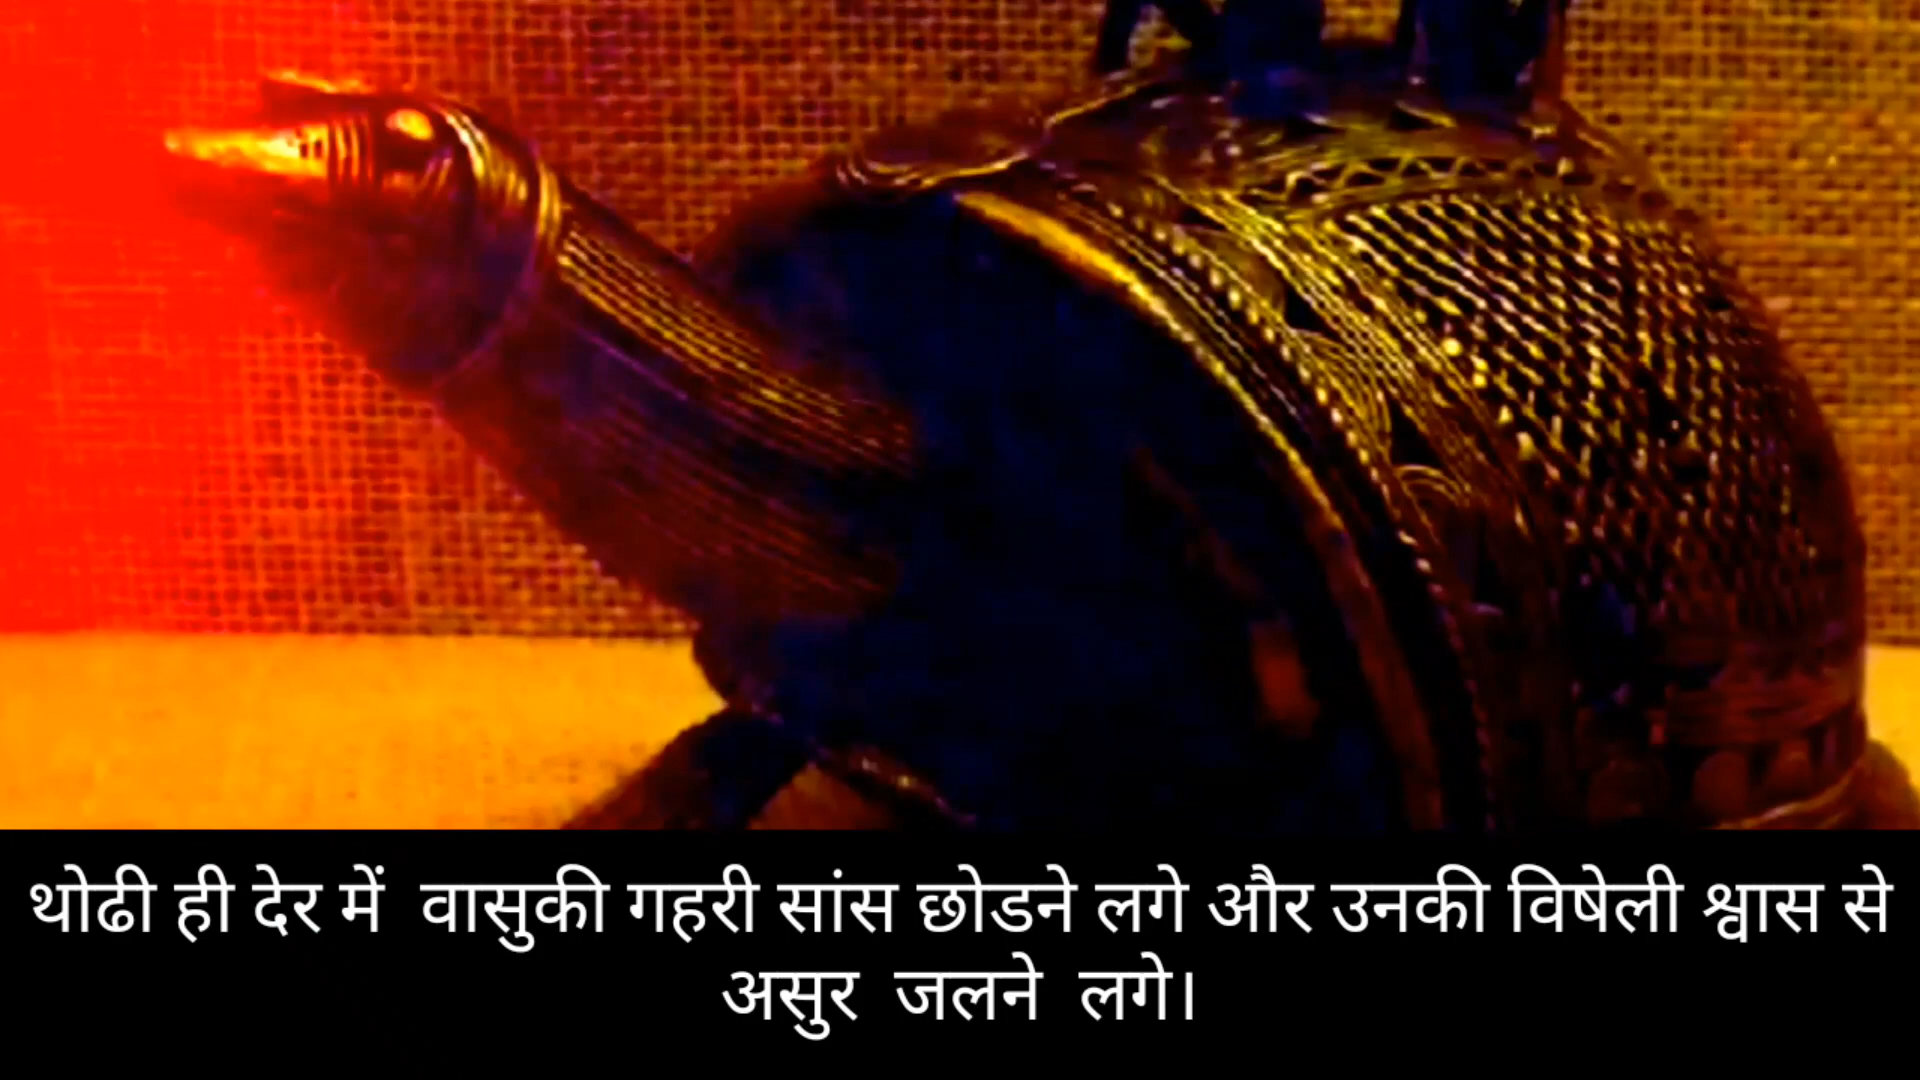 थोढी ही देर में वासुकी गहरी सांस छोडने लगे और उनकी विषेली श्वास से
असुर जलने लगे।